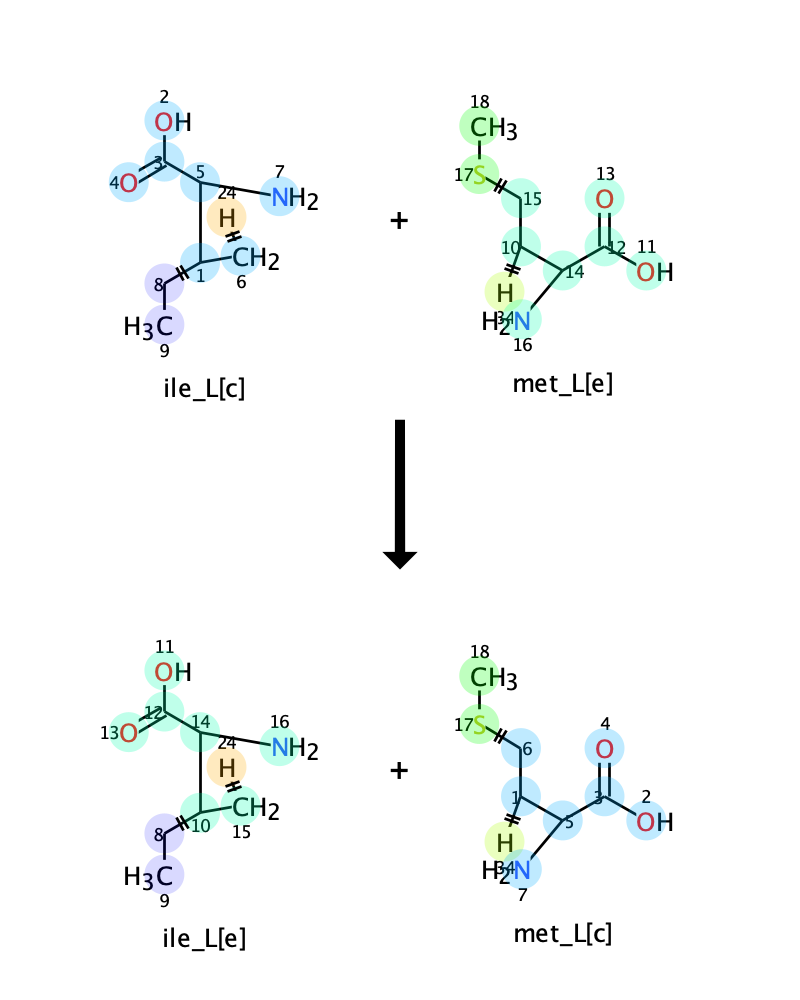 2
OH
3
4O
5
7
NH2
24
H
1
CH2
6
8
H3C
9
ile_L[c]
+
18
CH3
17S
15
13
O
10
12
11
OH
14
H
34
H2N
16
met_L[e]
11
OH
12
13O
14
16
NH2
24
H
10
CH2
15
8
H3C
9
ile_L[e]
+
18
CH3
17S
6
4
O
1
3
2
OH
5
H
34
H2N
7
met_L[c]